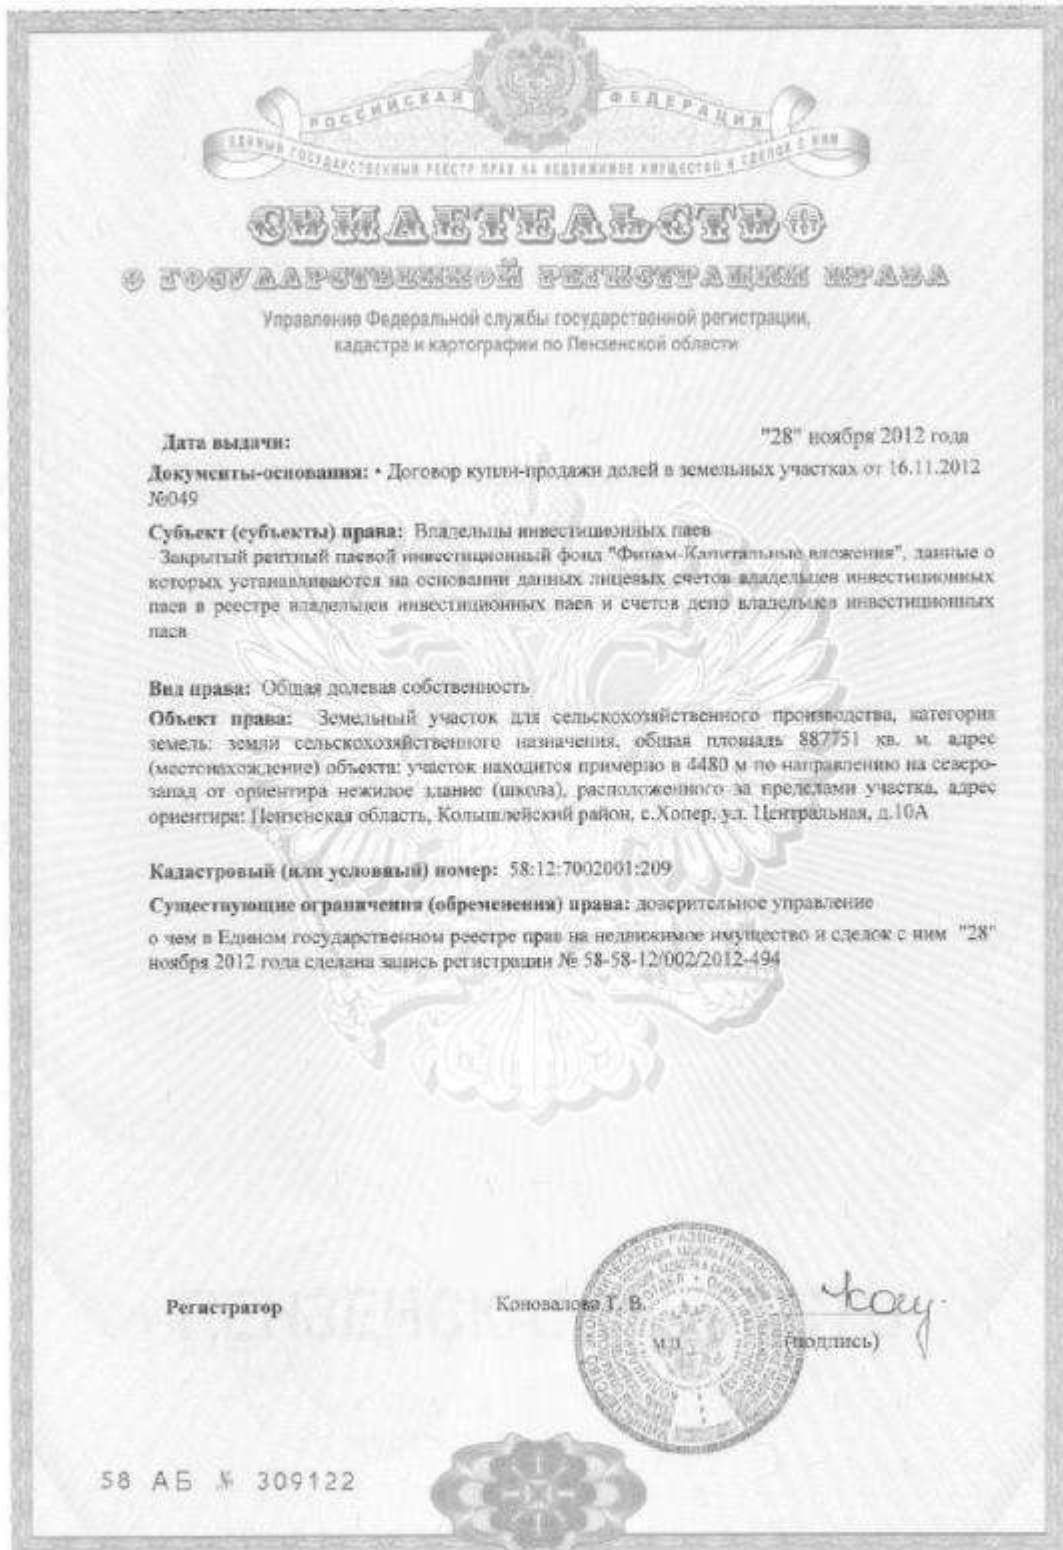 РОССИЙСКАЯ ФЕДЕРАЦИЯ
ЕДИНЫЙ ГОСУДАРСТВЕННЫЙ РЕЕСТР ПРАВ НА НЕДВИЖИМОЕ ИМУЩЕСТВО И СДЕЛОК С НИМ
СВИДЕТЕЛЬСТВО
О ГОСУДАРСТВЕННОЙ РЕГИСТРАЦИИ ПРАВА
Управление Федеральной службы государственной регистрации,
кадастра и картографии по Пензенской области
Дата выдачи: "28" ноября 2012 года
Документы-основания: • Договор купли-продажи долей в земельных участках от 16.11.2012
№049
Субъект (субъекты) права: Владельцы инвестиционных паев
Закрытый рентный паевой инвестиционный фонд "Финам-Капитальные вложения", данные о
которых устанавливаются на основании данных лицевых счетов владельцев инвестиционных
паев в реестре владельцев инвестиционных паев и счетов депо владельцев инвестиционных
паев
Вид права: Общая долевая собственность
Объект права: Земельный участок для сельскохозяйственного производства, категория
земель: земли сельскохозяйственного назначения, общая площадь 887751 кв. м, адрес
(местонахождение) объекта: участок находится примерно в 4480 м по направлению на северо-
запад от ориентира нежилое здание (школа), расположенного за пределами участка, адрес
ориентира: Пензенская область, Колышлейский район, с.Хопер, ул. Центральная, д.10А
Кадастровый (или условный) номер: 58:12:7002001:209
Существующие ограничения (обременения) права: доверительное управление
о чем в Едином государственном реестре прав на недвижимое имущество и сделок с ним "28"
ноября 2012 года сделана запись регистрации № 58-58-12/002/2012-494
Регистратор Коновалова Т. В.
м.п. (подпись)
58 АБ № 309122